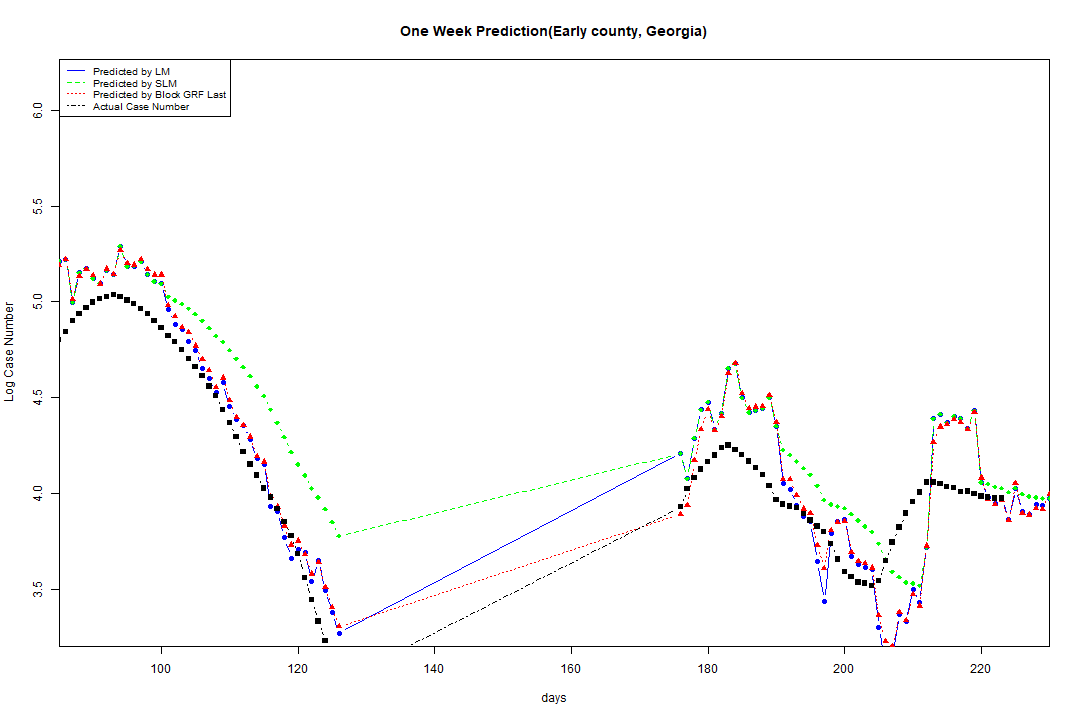 One Week Prediction(Early county, Georgia)
Predicted by LM
Predicted by SLM
Predicted by Block GRF Last
Actual Case Number
6.0
5.5
5.0
4.5
4.0
3.5
Log Case Number
100 120 140 160 180 200 220
days